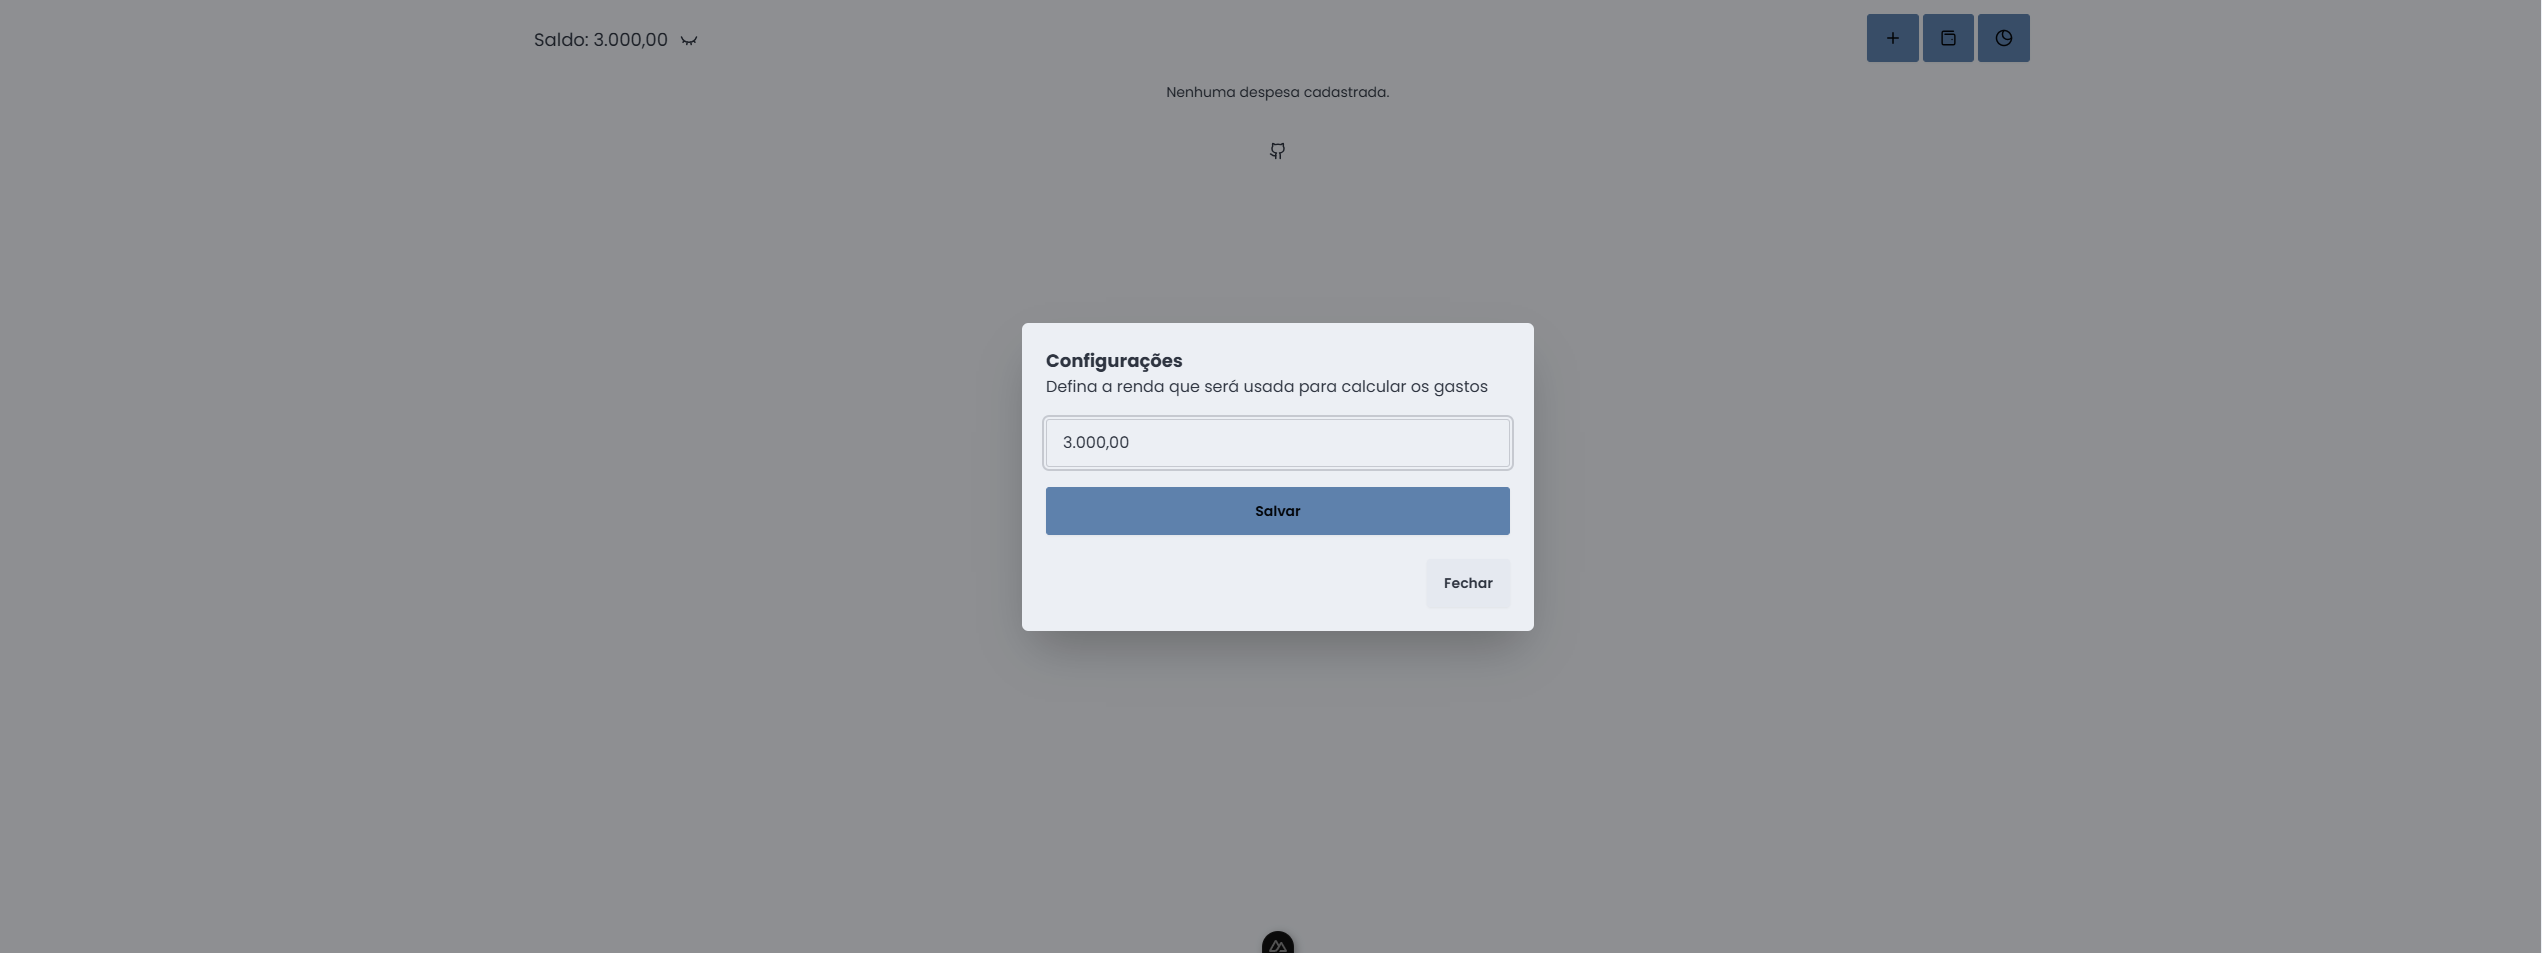 Saldo: 3.000,00
Nenhuma despesa cadastrada.
Configurações
Defina a renda que será usada para calcular os gastos
3.000,00
Salvar
Fechar